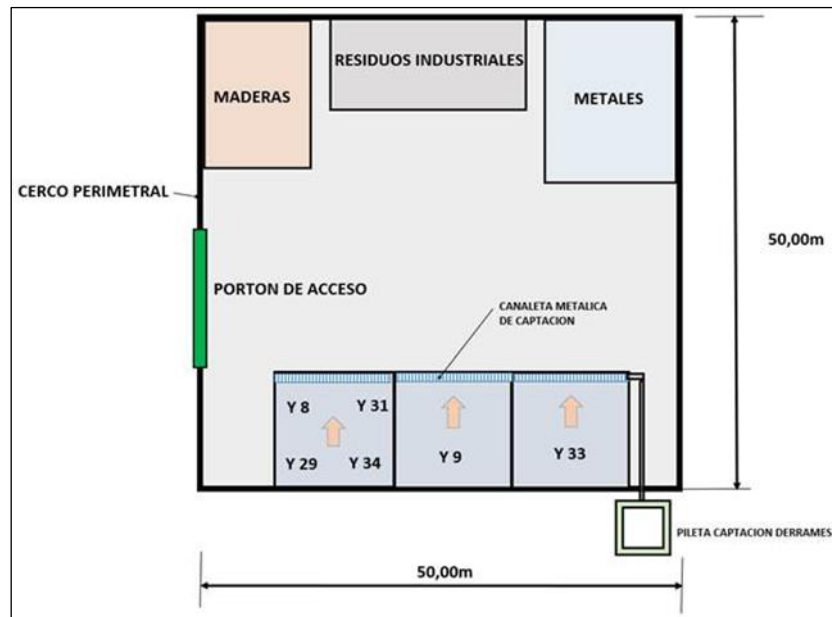 RESIDUOS INDUSTRIALES
MADERAS
METALES
CERCO PERIMETRAL
50,00m
PORTON DE ACCESO
CANALETA METALICA
DE CAPTACION
Y 8
Y 31
Y 29
Y 34
Y 9
Y 33
PILETA CAPTACION DERRAMES
50,00m